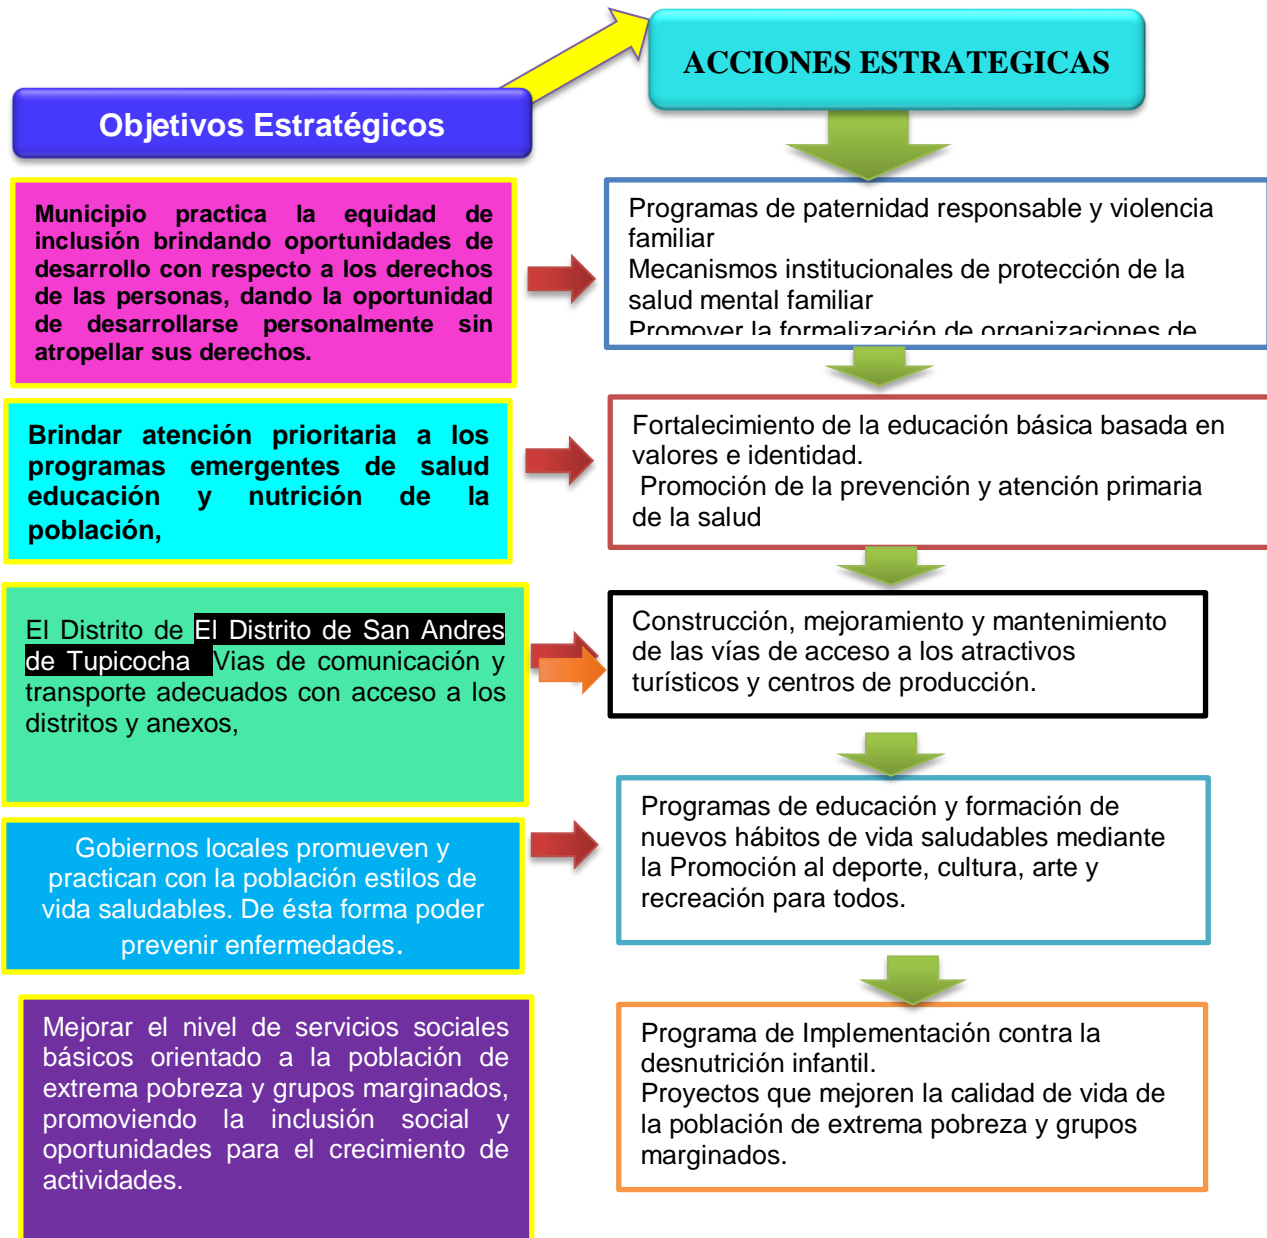 ACCIONES ESTRATEGICAS
Objetivos Estratégicos
Municipio practica la equidad de
inclusión brindando oportunidades de
desarrollo con respecto a los derechos
de las personas, dando la oportunidad
de desarrollarse personalmente sin
atropellar sus derechos.
Programas de paternidad responsable y violencia
familiar
Mecanismos institucionales de protección de la
salud mental familiar
Promover la formalización de organizaciones de
Brindar atención prioritaria a los
programas emergentes de salud
educación y nutrición de la
población,
Fortalecimiento de la educación básica basada en
valores e identidad.
Promoción de la prevención y atención primaria
de la salud
El Distrito de El Distrito de San Andres
de Tupicocha Vias de comunicación y
transporte adecuados con acceso a los
distritos y anexos,
Construcción, mejoramiento y mantenimiento
de las vías de acceso a los atractivos
turísticos y centros de producción.
Gobiernos locales promueven y
practican con la población estilos de
vida saludables. De ésta forma poder
prevenir enfermedades.
Programas de educación y formación de
nuevos hábitos de vida saludables mediante
la Promoción al deporte, cultura, arte y
recreación para todos.
Mejorar el nivel de servicios sociales
básicos orientado a la población de
extrema pobreza y grupos marginados,
promoviendo la inclusión social y
oportunidades para el crecimiento de
actividades.
Programa de Implementación contra la
desnutrición infantil.
Proyectos que mejoren la calidad de vida de
la población de extrema pobreza y grupos
marginados.